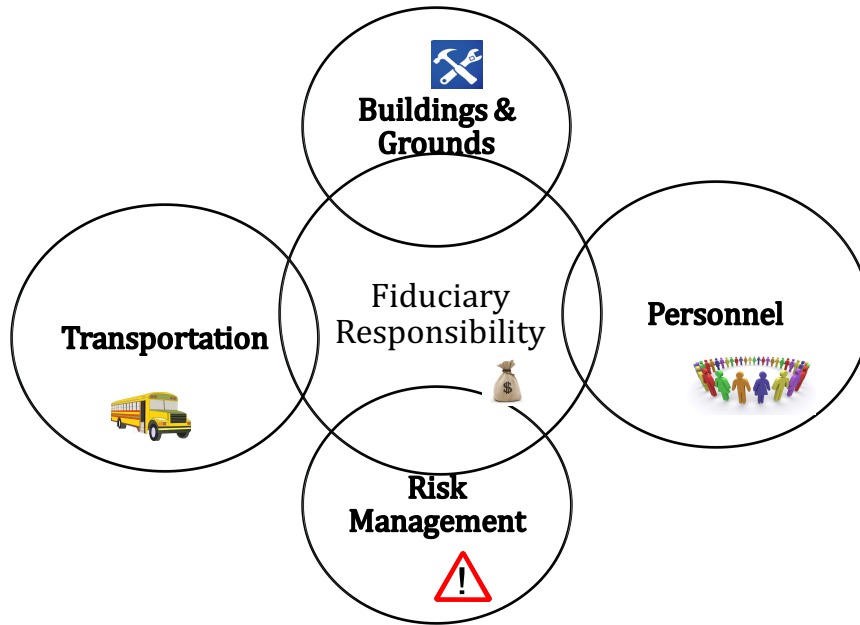 Buildings &
Grounds
Fiduciary
Responsibility
Transportation
Personnel
$
Risk
Management
!